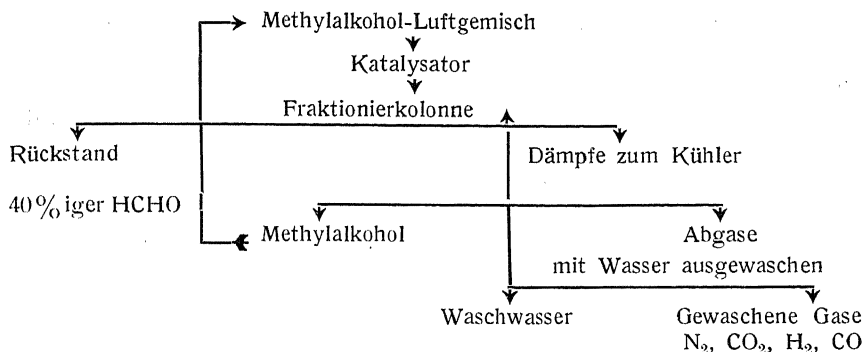 Methylalkohol-Luftgemisch
Katalysator
Fraktionierkolonne
Rückstand
Dämpfe zum Kühler
40%iger HCHO
Methylalkohol
Abgase
mit Wasser ausgewaschen
Waschwasser
Gewaschene Gase
N₂, CO₂, H₂, CO